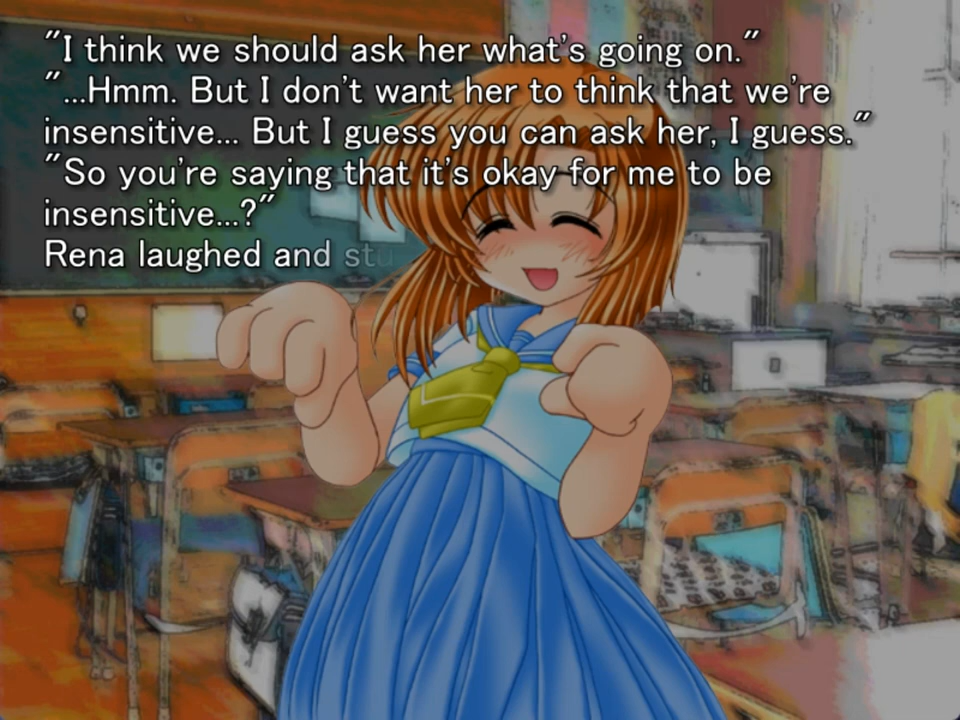 "I think we should ask her what's going on."
"...Hmm. But I don't want her to think that we're
insensitive... But I guess you can ask her, I guess."
"So you're saying that it's okay for me to be
insensitive...?"
Rena laughed and